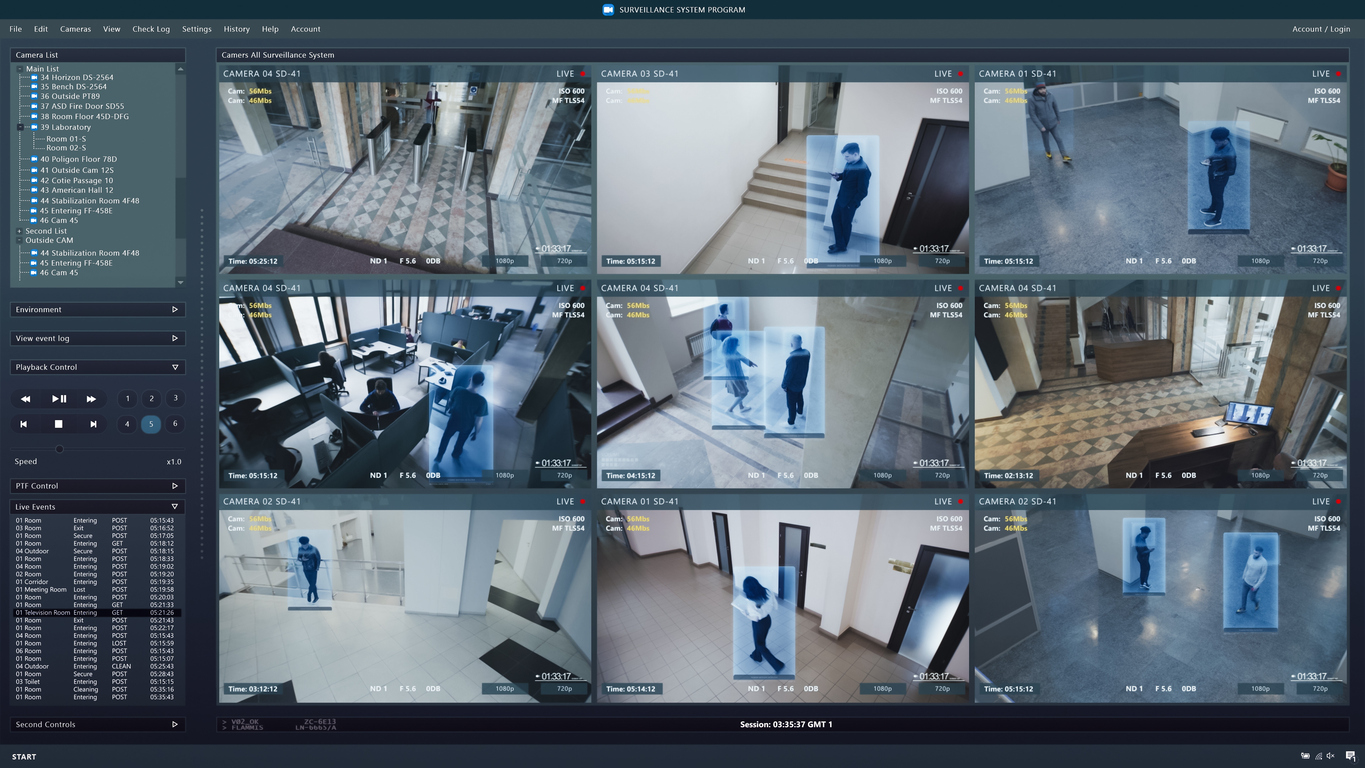 SURVEILLANCE SYSTEM PROGRAM
File Edit Cameras View Check Log Settings History Help Account Account / Login
Camera List
Main List
34 Horizon DS-2564
35 Bench DS-2564
36 Outside PT89
37 ASD Fire Door SD55
38 Room Floor 45D-DFG
39 Laboratory
Room 01-S
Room 02-S
40 Poligon Floor 78D
41 Outside Cam 12S
42 Cotie Passage 10
43 American Hall 12
44 Stabilization Room 4F48
45 Entering FF-458E
46 Cam 45
Second List
Outside CAM
44 Stabilization Room 4F48
45 Entering FF-458E
46 Cam 45
Environment
View event log
Playback Control
1 2 3
4 5 6
Speed x1.0
PTF Control
Live Events
01 Room Entering POST 05:15:43
03 Room Exit POST 05:16:52
01 Room Secure POST 05:17:05
01 Room Entering GET 05:18:12
04 Outdoor Secure POST 05:18:15
01 Room Entering POST 05:18:33
04 Room Entering POST 05:19:02
02 Room Entering POST 05:19:20
01 Corridor Entering POST 05:19:35
01 Meeting Room Lost POST 05:19:58
01 Room Entering POST 05:20:03
01 Room Entering GET 05:21:33
01 Television Room Entering GET 05:21:26
01 Room Exit POST 05:21:43
01 Room Entering POST 05:22:17
04 Room Entering POST 05:15:43
01 Room Entering LOST 05:15:59
06 Room Entering POST 05:15:43
01 Room Entering POST 05:15:07
04 Outdoor Entering CLEAN 05:25:43
01 Room Secure POST 05:28:43
03 Toilet Entering POST 05:15:15
01 Room Cleaning POST 05:35:16
01 Room Entering POST 05:35:43
Second Controls
Camers All Surveillance System
CAMERA 04 SD-41 LIVE
Cam: 56Mbs ISO 600
Cam: 46Mbs MF TLS54
01:33:17
Time: 05:25:12 ND 1 F 5.6 0DB 1080p 720p
CAMERA 03 SD-41 LIVE
Cam: 56Mbs ISO 600
Cam: 46Mbs MF TLS54
01:33:17
Time: 05:15:12 ND 1 F 5.6 0DB 1080p 720p
CAMERA 01 SD-41 LIVE
Cam: 56Mbs ISO 600
Cam: 46Mbs MF TLS54
01:33:17
Time: 05:15:12 ND 1 F 5.6 0DB 1080p 720p
CAMERA 04 SD-41 LIVE
Cam: 56Mbs ISO 600
Cam: 46Mbs MF TLS54
01:33:17
Time: 05:15:12 ND 1 F 5.6 0DB 1080p 720p
CAMERA 04 SD-41 LIVE
Cam: 56Mbs ISO 600
Cam: 46Mbs MF TLS54
01:33:17
Time: 04:15:12 ND 1 F 5.6 0DB 1080p 720p
CAMERA 04 SD-41 LIVE
Cam: 56Mbs ISO 600
Cam: 46Mbs MF TLS54
01:33:17
Time: 02:13:12 ND 1 F 5.6 0DB 1080p 720p
CAMERA 02 SD-41 LIVE
Cam: 56Mbs ISO 600
Cam: 46Mbs MF TLS54
01:33:17
Time: 03:12:12 ND 1 F 5.6 0DB 1080p 720p
CAMERA 01 SD-41 LIVE
Cam: 56Mbs ISO 600
Cam: 46Mbs MF TLS54
01:33:17
Time: 05:14:12 ND 1 F 5.6 0DB 1080p 720p
CAMERA 02 SD-41 LIVE
Cam: 56Mbs ISO 600
Cam: 46Mbs MF TLS54
01:33:17
Time: 05:15:12 ND 1 F 5.6 0DB 1080p 720p
> V02_OK ZC-6E13
> FLAMMIS
Session: 03:35:37 GMT 1
START